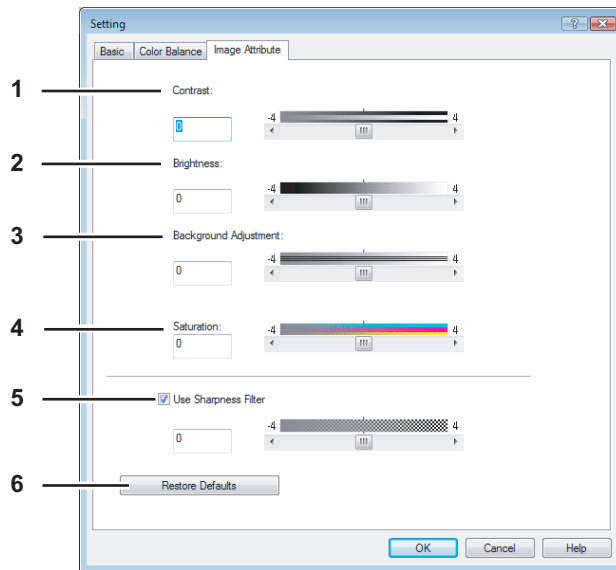 Setting
Basic Color Balance Image Attribute
1 Contrast:
0 -4 4
2 Brightness:
0 -4 4
3 Background Adjustment:
0 -4 4
4 Saturation:
0 -4 4
5 Use Sharpness Filter
0 -4 4
6 Restore Defaults
OK Cancel Help